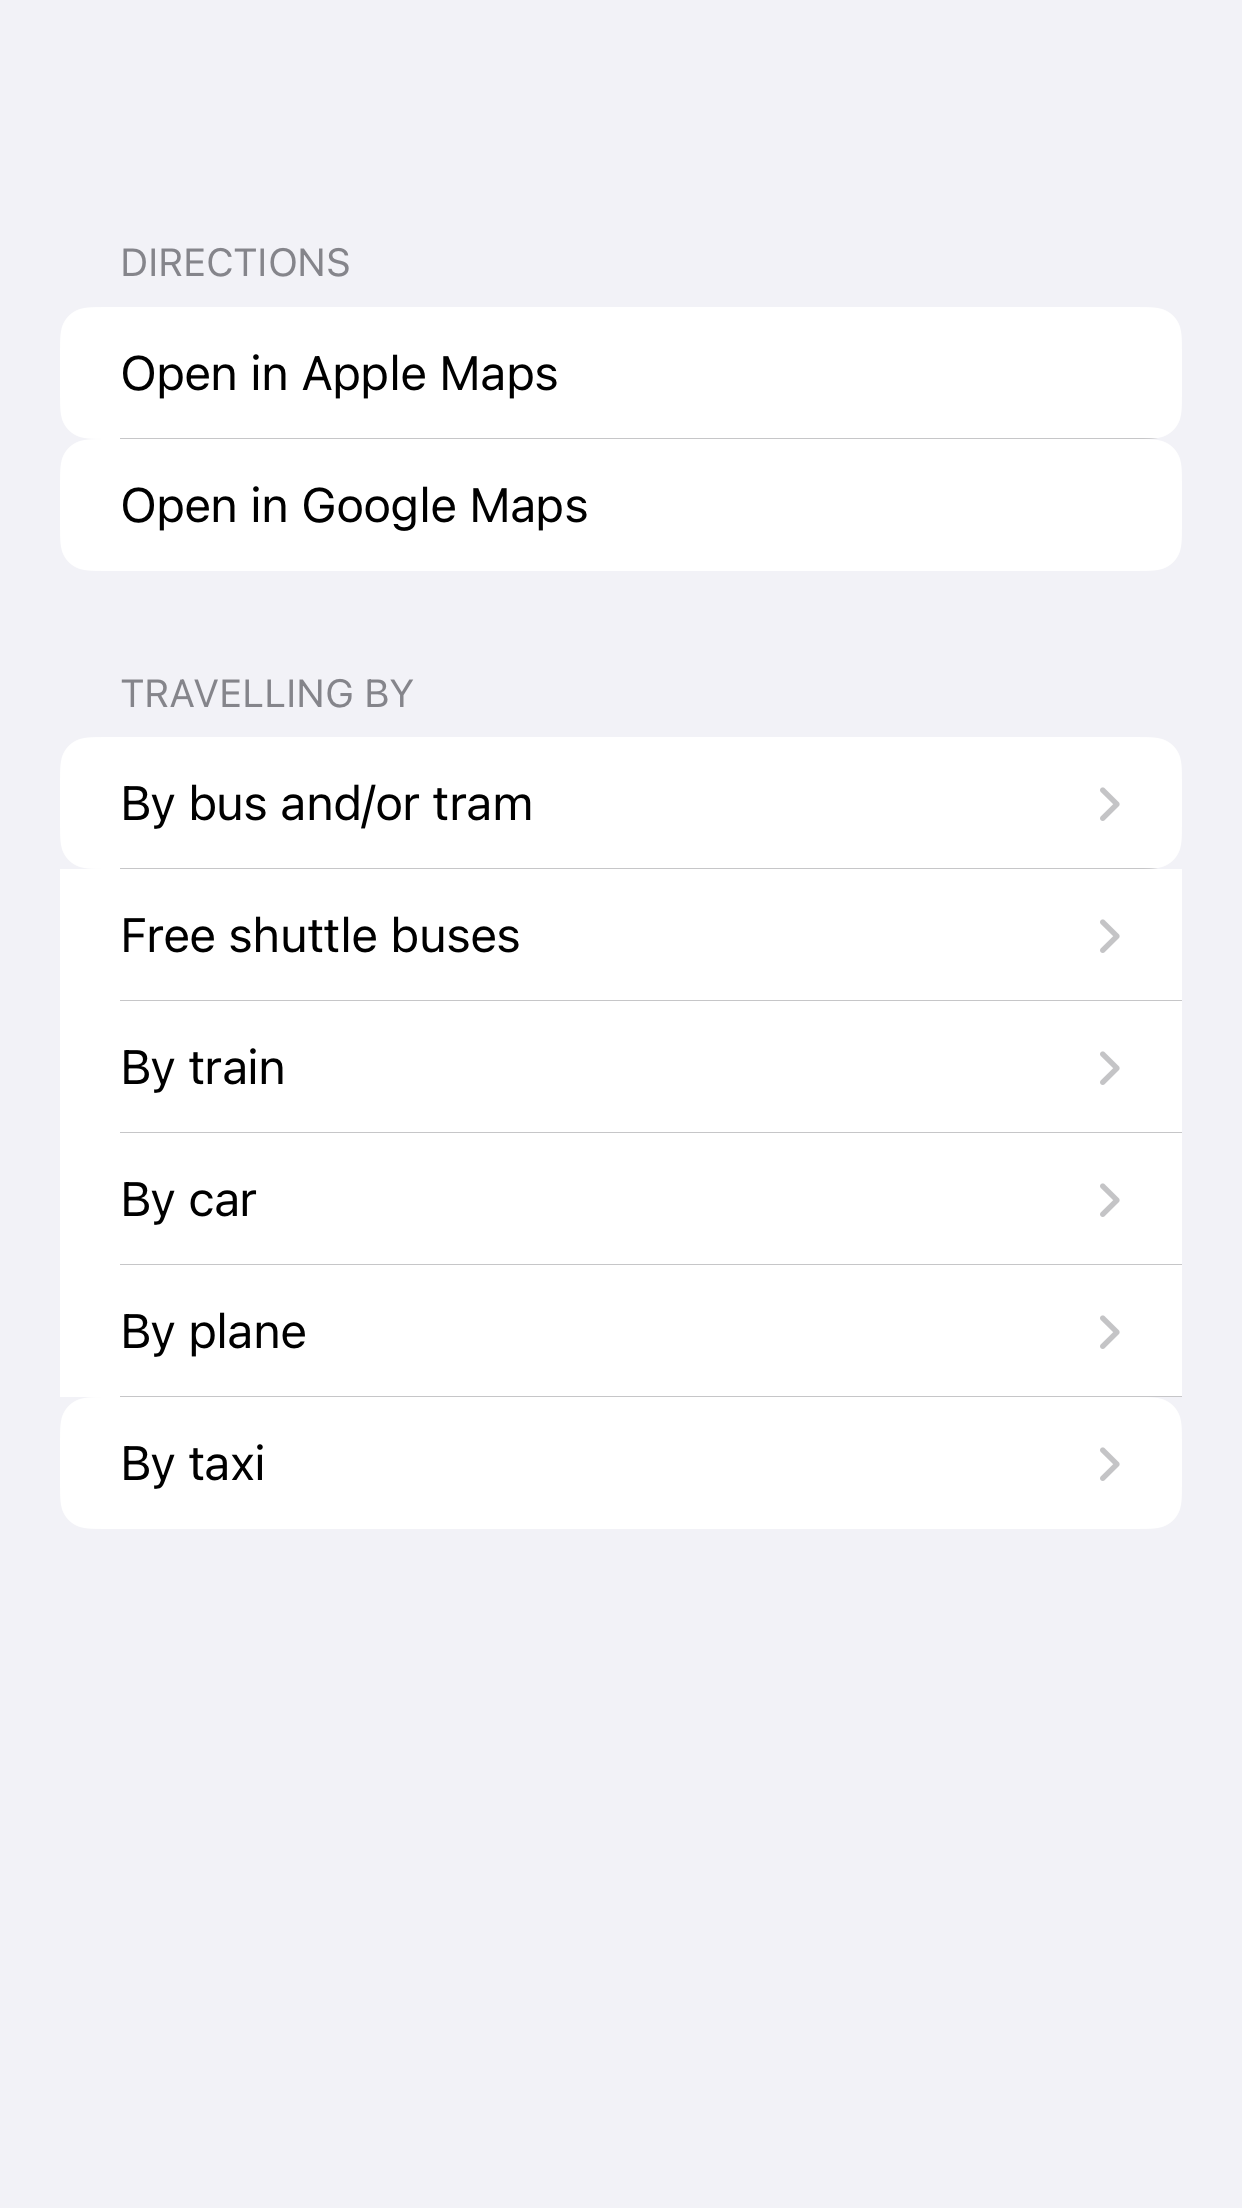 DIRECTIONS
Open in Apple Maps
Open in Google Maps
TRAVELLING BY
By bus and/or tram
Free shuttle buses
By train
By car
By plane
By taxi